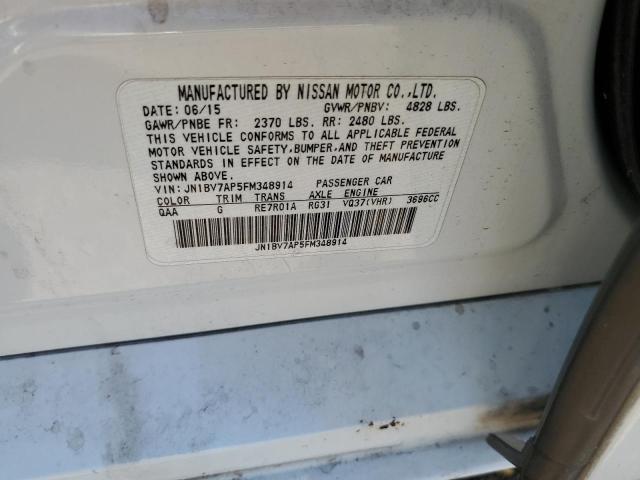 MANUFACTURED BY NISSAN MOTOR CO.,LTD.
DATE: 06/15 GVWR/PNBV: 4828 LBS.
GAWR/PNBE FR: 2370 LBS. RR: 2480 LBS.
THIS VEHICLE CONFORMS TO ALL APPLICABLE FEDERAL
MOTOR VEHICLE SAFETY,BUMPER,AND THEFT PREVENTION
STANDARDS IN EFFECT ON THE DATE OF MANUFACTURE
SHOWN ABOVE.
VIN: JN1BV7AP5FM348914 PASSENGER CAR
COLOR TRIM TRANS AXLE ENGINE
QAA G RE7R01A RG31 VQ37(VHR) 3696CC
JN1BV7AP5FM348914